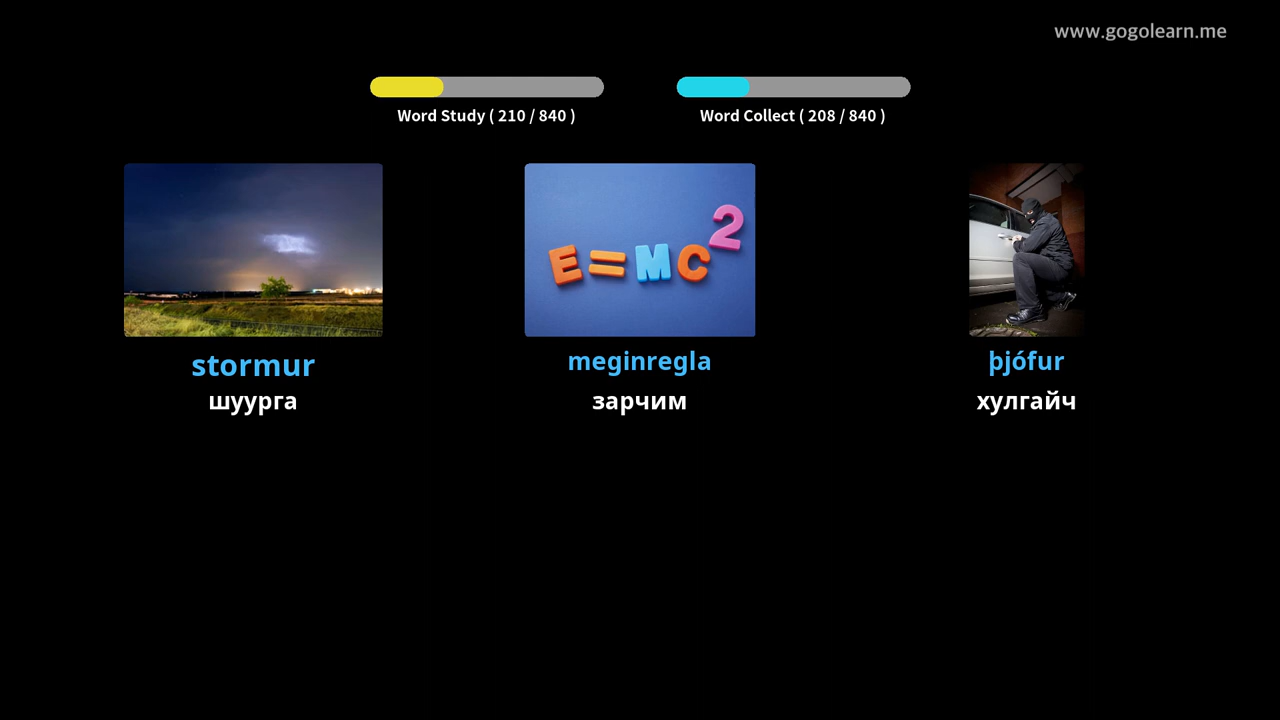 www.gogolearn.me
Word Study ( 210 / 840 )
Word Collect ( 208 / 840 )
E=MC2
stormur
meginregla
þjófur
шуурга
зарчим
хулгайч